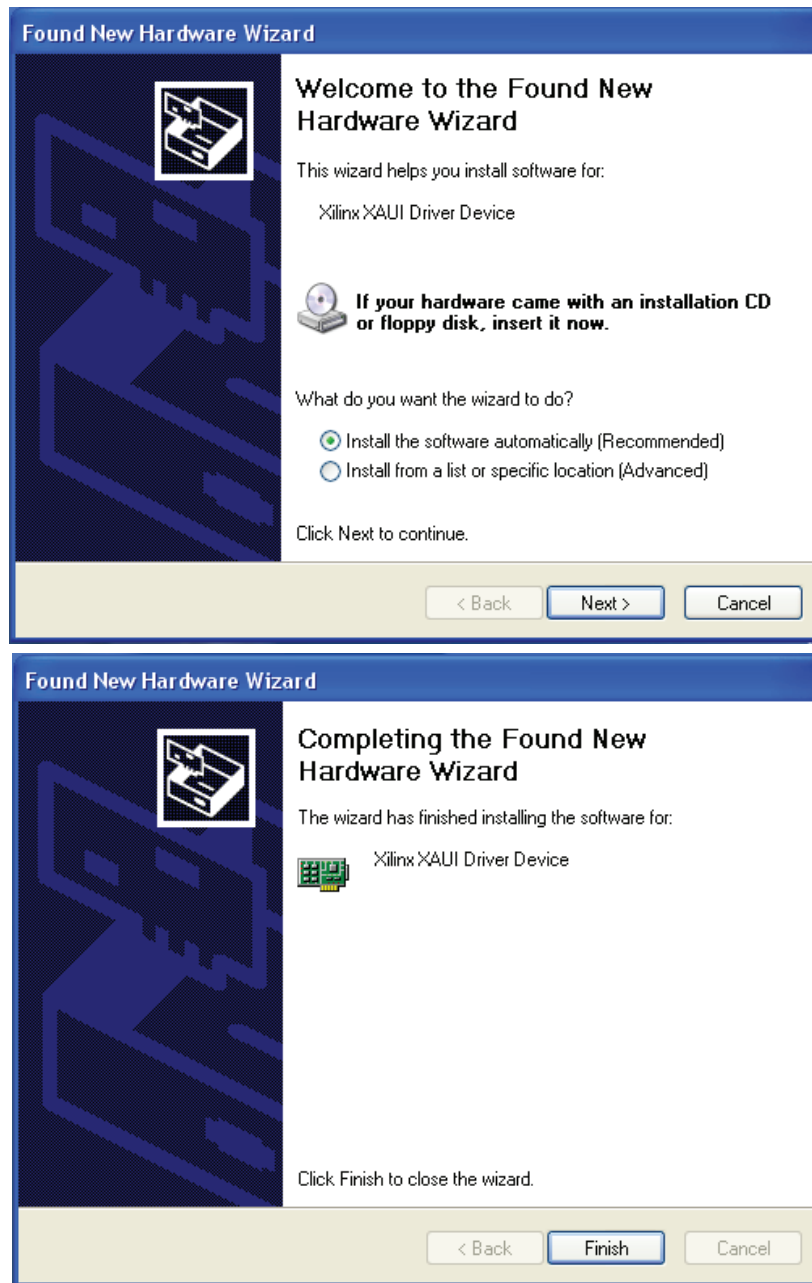 Found New Hardware Wizard
Welcome to the Found New
Hardware Wizard
This wizard helps you install software for:
Xilinx XAUI Driver Device
If your hardware came with an installation CD
or floppy disk, insert it now.
What do you want the wizard to do?
Install the software automatically (Recommended)
Install from a list or specific location (Advanced)
Click Next to continue.
< Back Next > Cancel
Found New Hardware Wizard
Completing the Found New
Hardware Wizard
The wizard has finished installing the software for:
Xilinx XAUI Driver Device
Click Finish to close the wizard.
< Back Finish Cancel